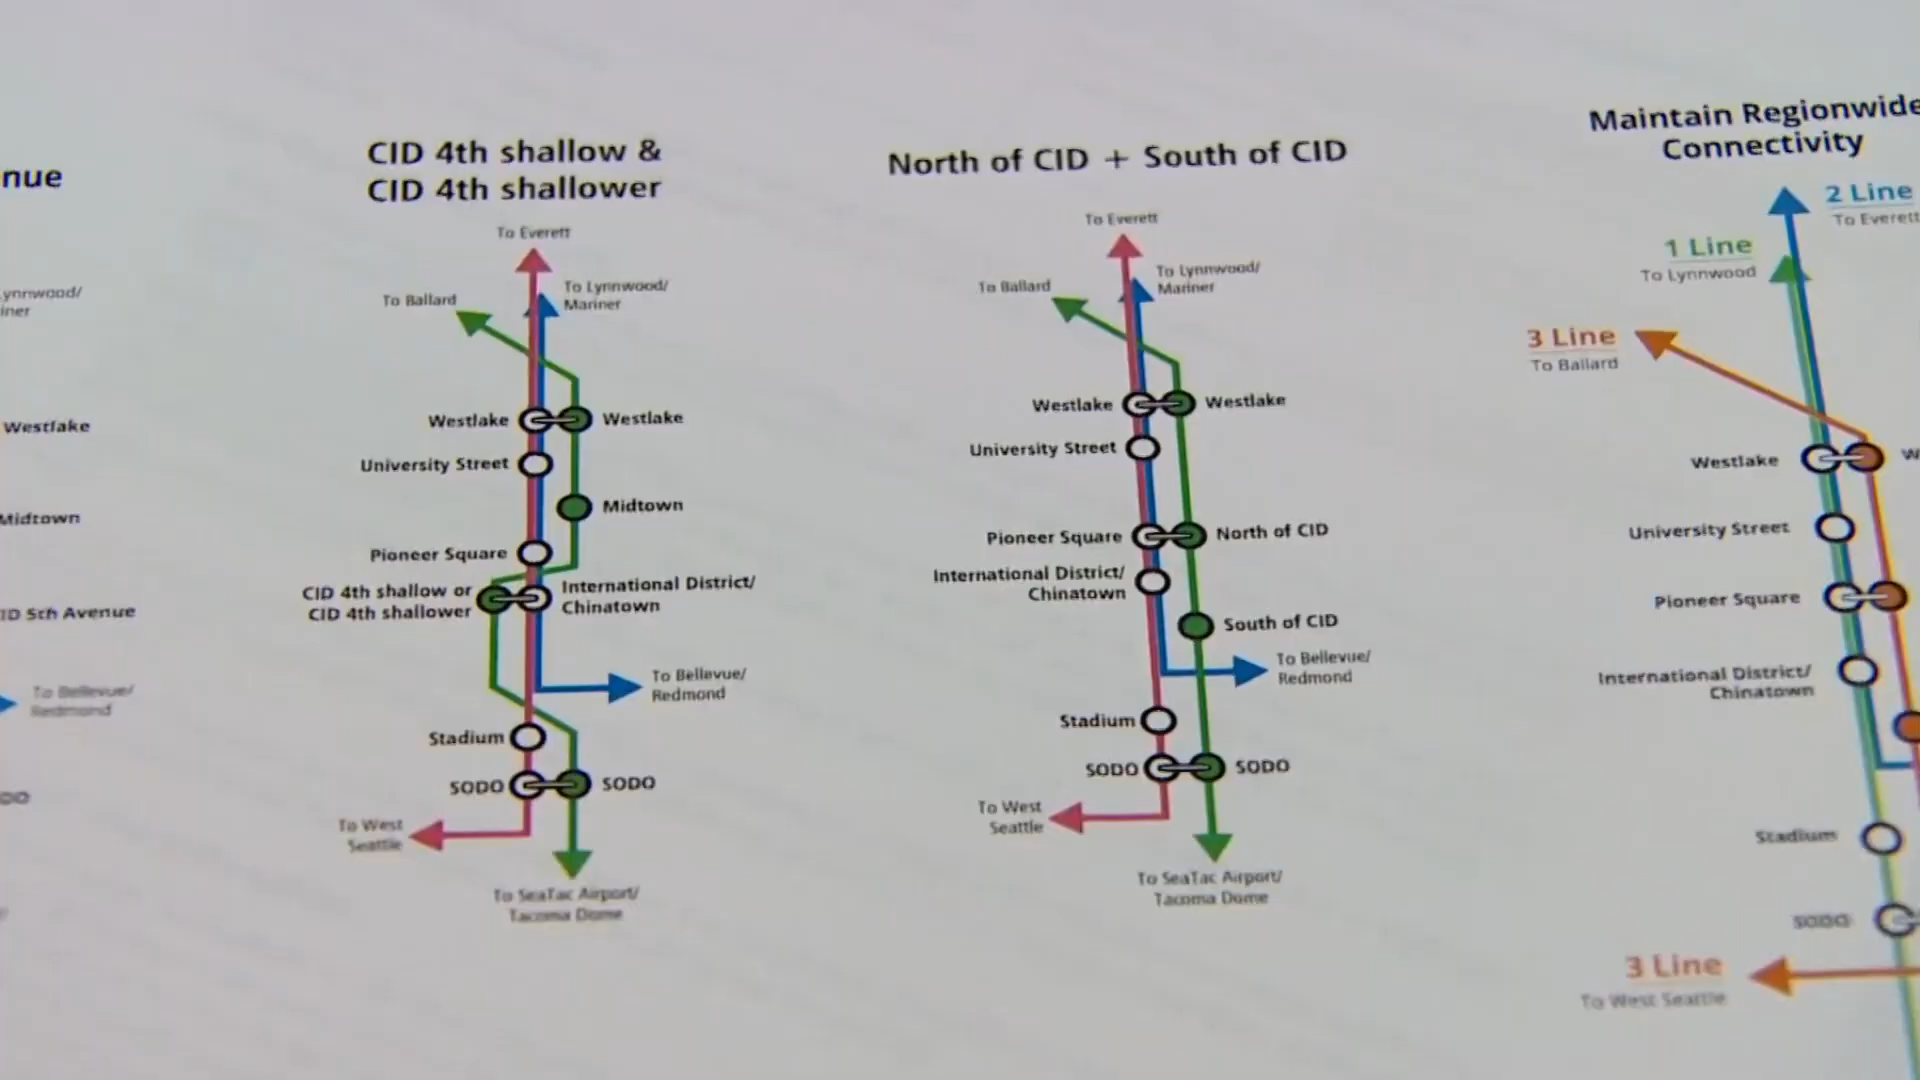 CID 4th shallow &
CID 4th shallower
To Everett
To Lynnwood/
Mariner
To Ballard
Westlake
Westlake
University Street
Midtown
Pioneer Square
CID 4th shallow or
CID 4th shallower
International District/
Chinatown
To Bellevue/
Redmond
Stadium
SODO
SODO
To West
Seattle
To SeaTac Airport/
Tacoma Dome
North of CID + South of CID
To Everett
To Lynnwood/
Mariner
To Ballard
Westlake
Westlake
University Street
Pioneer Square
North of CID
International District/
Chinatown
South of CID
To Bellevue/
Redmond
Stadium
SODO
SODO
To West
Seattle
To SeaTac Airport/
Tacoma Dome
Maintain Regionwide
Connectivity
2 Line
To Everett
1 Line
To Lynnwood
3 Line
To Ballard
Westlake
University Street
Pioneer Square
International District/
Chinatown
Stadium
SODO
3 Line
To West Seattle
Westlake
Midtown
5th Avenue
To Bellevue/
Redmond